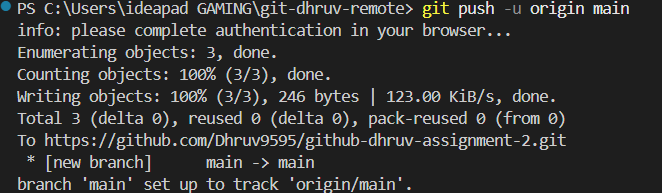 PS C:\Users\ideapad GAMING\git-dhruv-remote> git push -u origin main
info: please complete authentication in your browser...
Enumerating objects: 3, done.
Counting objects: 100% (3/3), done.
Writing objects: 100% (3/3), 246 bytes | 123.00 KiB/s, done.
Total 3 (delta 0), reused 0 (delta 0), pack-reused 0 (from 0)
To https://github.com/Dhruv9595/github-dhruv-assignment-2.git
 * [new branch]      main -> main
branch 'main' set up to track 'origin/main'.